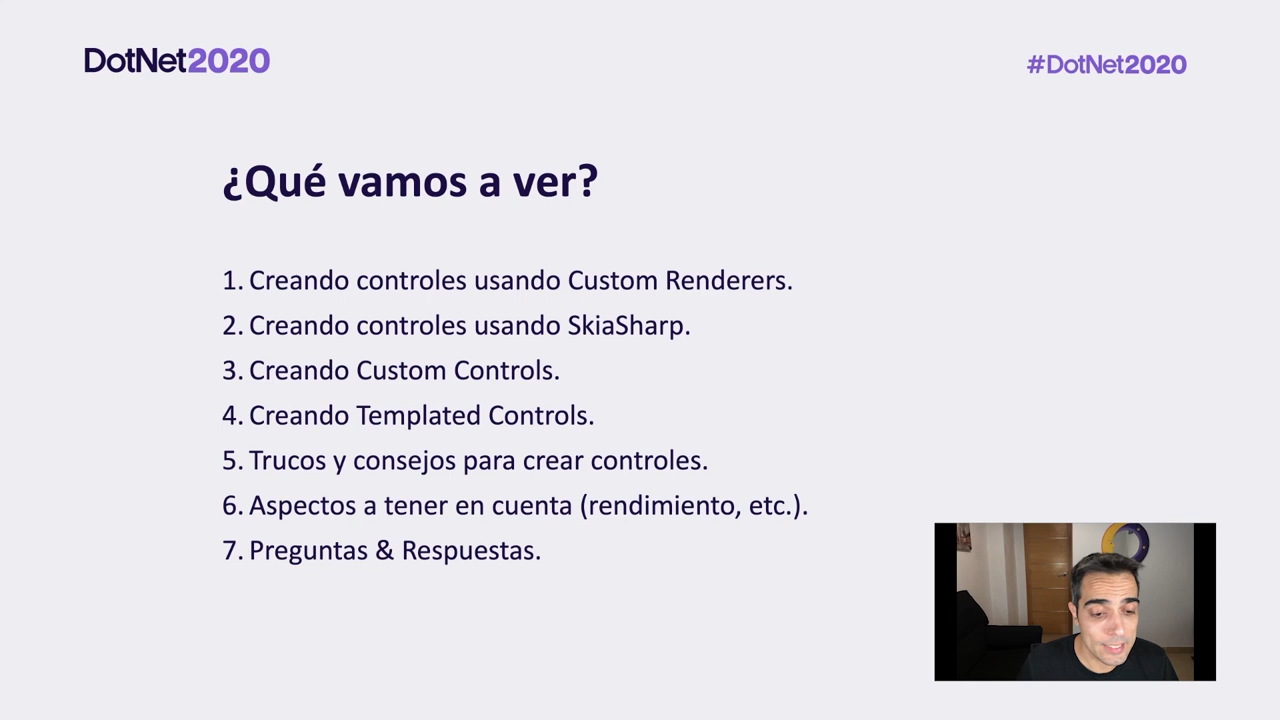 DotNet2020
#DotNet2020
¿Qué vamos a ver?
1. Creando controles usando Custom Renderers.
2. Creando controles usando SkiaSharp.
3. Creando Custom Controls.
4. Creando Templated Controls.
5. Trucos y consejos para crear controles.
6. Aspectos a tener en cuenta (rendimiento, etc.).
7. Preguntas & Respuestas.